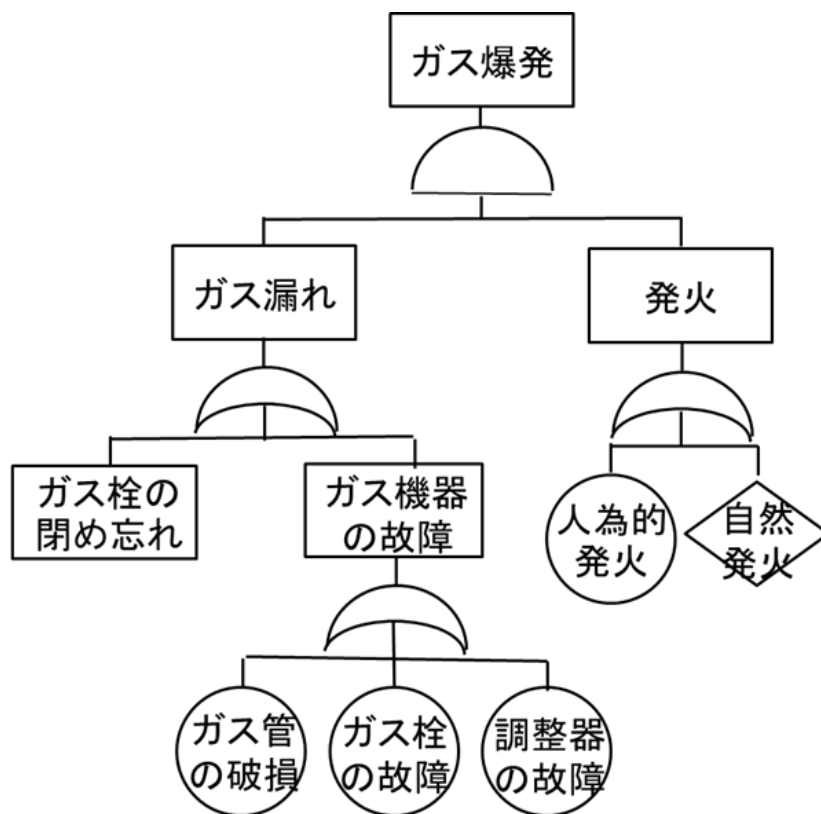 ガス爆発
ガス漏れ
発火
ガス栓の
閉め忘れ
ガス機器
の故障
人為的
発火
自然
発火
ガス管
の破損
ガス栓
の故障
調整器
の故障